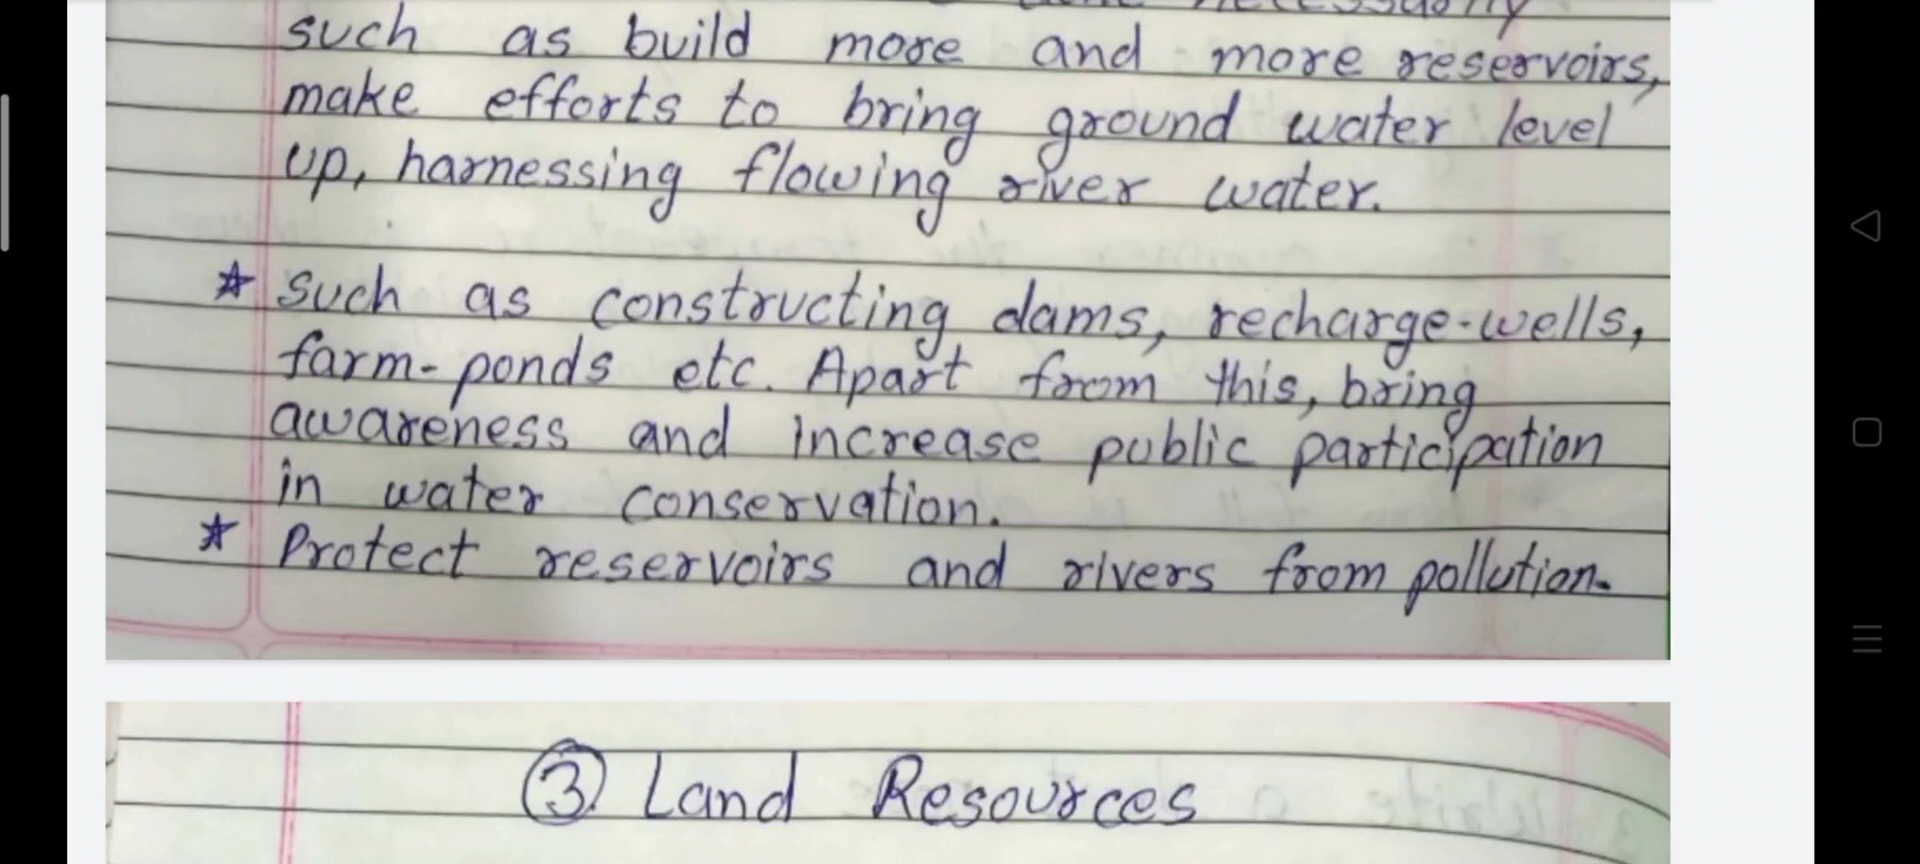 such as build more and more reservoirs,
make efforts to bring ground water level
up, harnessing flowing river water.
☆ Such as constructing dams, recharge-wells,
farm-ponds etc. Apart from this, bring
awareness and increase public participation
in water conservation.
☆ Protect reservoirs and rivers from pollution.
③ Land Resources